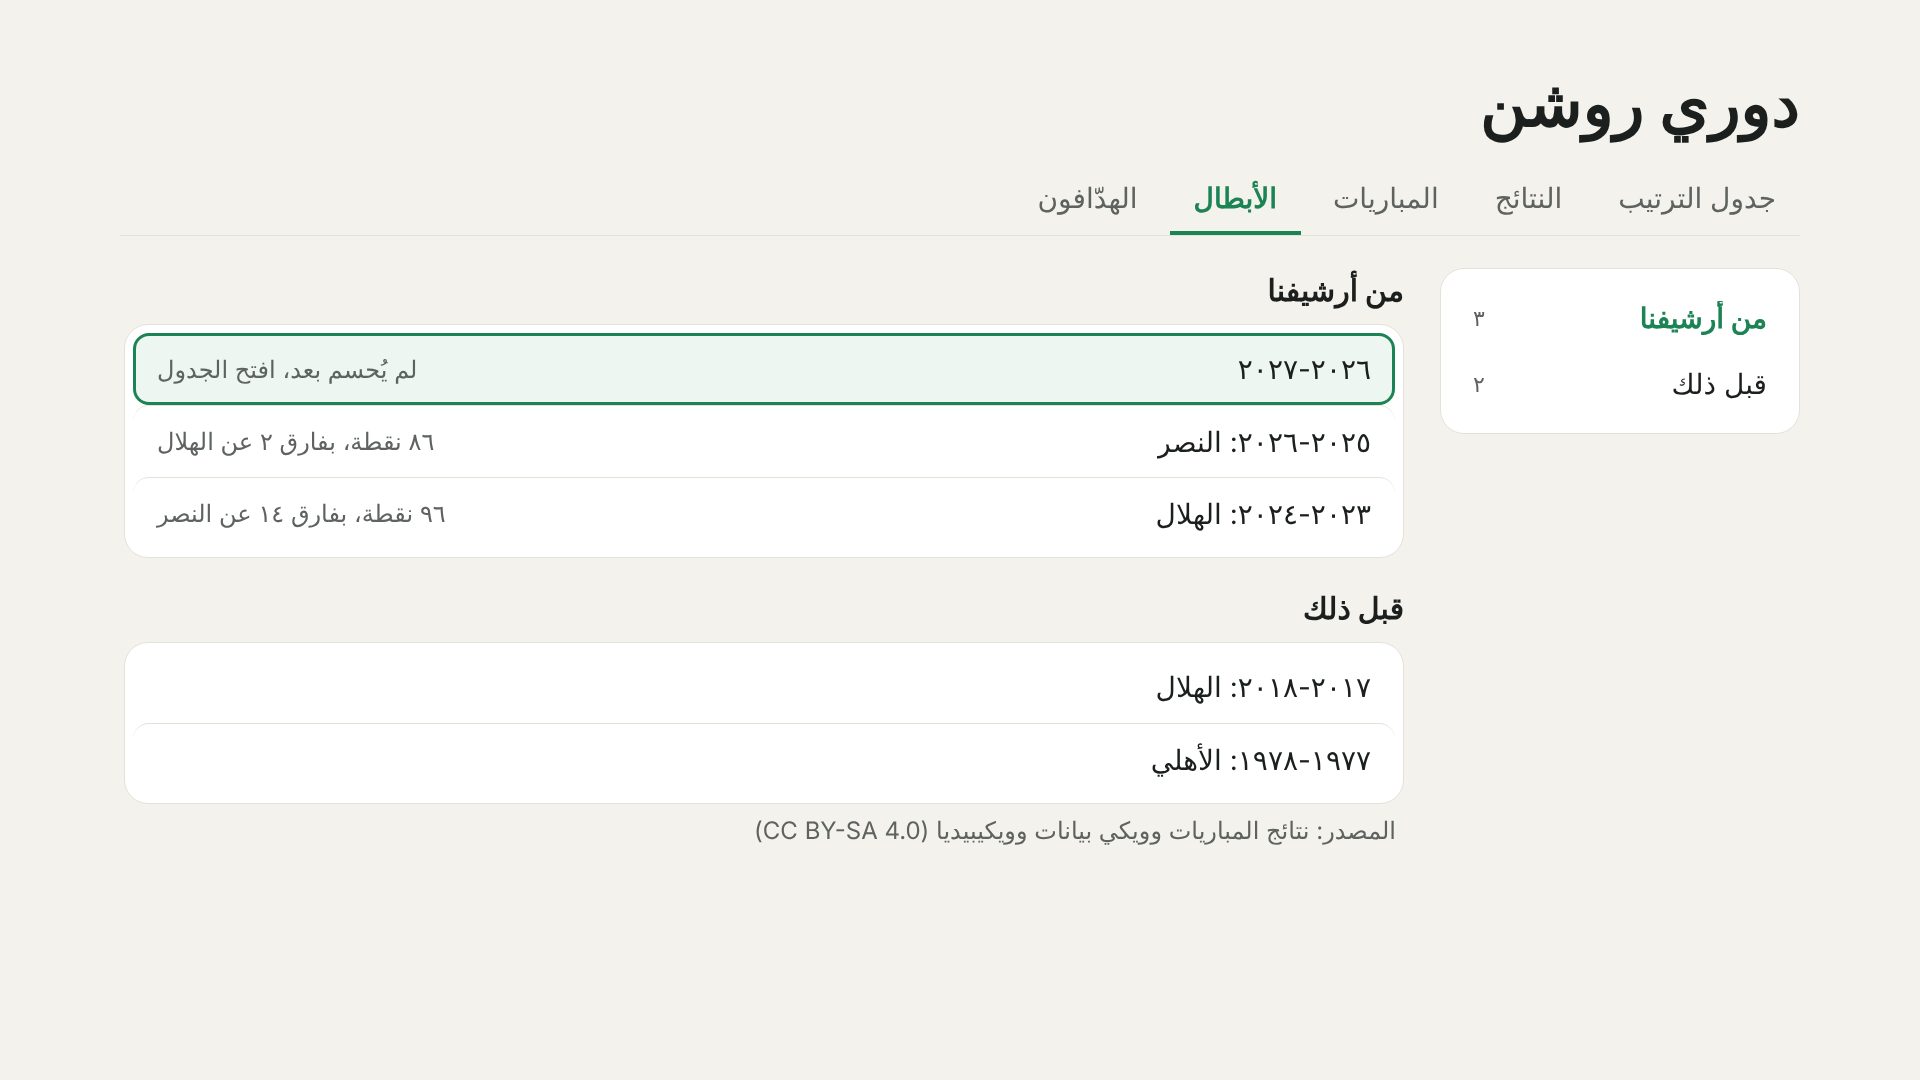 دوري روشن
جدول الترتيب
النتائج
المباريات
الأبطال
الهدّافون
من أرشيفنا ٣
قبل ذلك ٢
من أرشيفنا
٢٠٢٦-٢٠٢٧ لم يُحسم بعد، افتح الجدول
٢٠٢٥-٢٠٢٦: النصر ٨٦ نقطة، بفارق ٢ عن الهلال
٢٠٢٣-٢٠٢٤: الهلال ٩٦ نقطة، بفارق ١٤ عن النصر
قبل ذلك
٢٠١٧-٢٠١٨: الهلال
١٩٧٧-١٩٧٨: الأهلي
المصدر: نتائج المباريات وويكي بيانات وويكيبيديا (CC BY-SA 4.0)